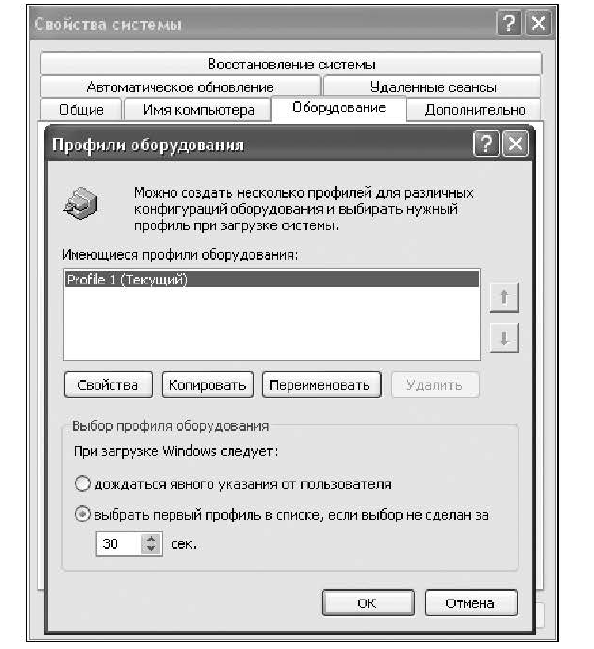 Свойства системы
Восстановление системы
Автоматическое обновление
Удаленные сеансы
Общие
Имя компьютера
Оборудование
Дополнительно
Профили оборудования
Можно создать несколько профилей для различных
конфигураций оборудования и выбирать нужный
профиль при загрузке системы.
Имеющиеся профили оборудования:
Profile 1 (Текущий)
Свойства
Копировать
Переименовать
Удалить
Выбор профиля оборудования
При загрузке Windows следует:
дождаться явного указания от пользователя
выбрать первый профиль в списке, если выбор не сделан за
30 сек.
ОК
Отмена